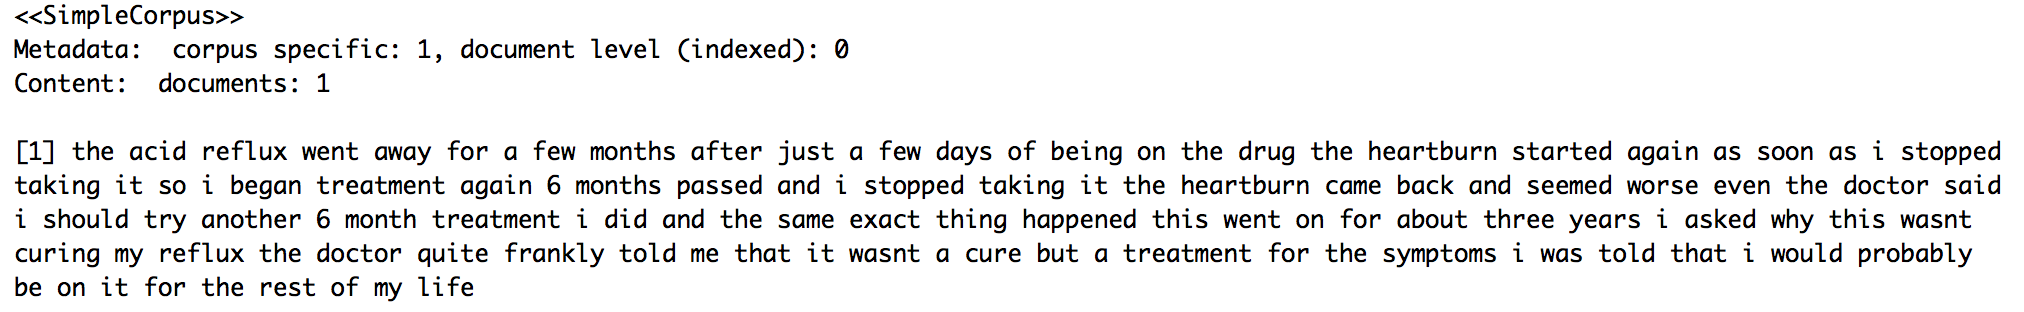 <<SimpleCorpus>>
Metadata:  corpus specific: 1, document level (indexed): 0
Content:  documents: 1

[1] the acid reflux went away for a few months after just a few days of being on the drug the heartburn started again as soon as i stopped
taking it so i began treatment again 6 months passed and i stopped taking it the heartburn came back and seemed worse even the doctor said
i should try another 6 month treatment i did and the same exact thing happened this went on for about three years i asked why this wasnt
curing my reflux the doctor quite frankly told me that it wasnt a cure but a treatment for the symptoms i was told that i would probably
be on it for the rest of my life